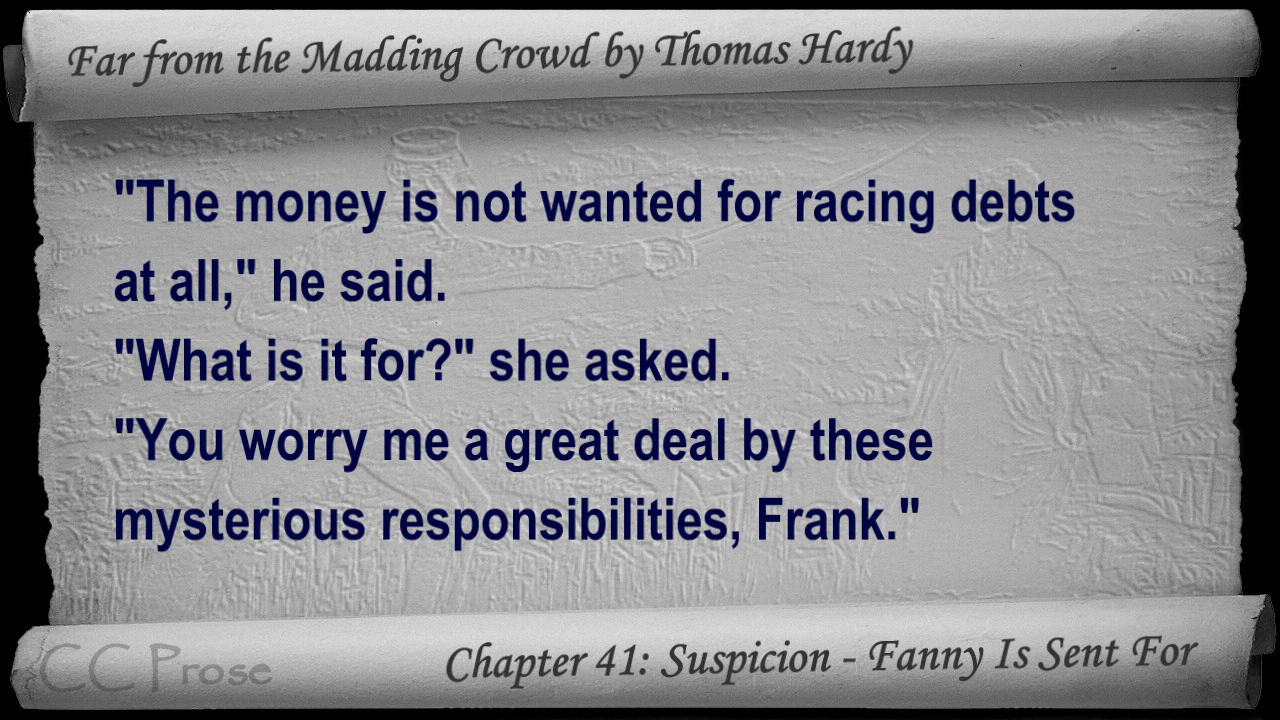 Far from the Madding Crowd by Thomas Hardy
"The money is not wanted for racing debts
at all," he said.
"What is it for?" she asked.
"You worry me a great deal by these
mysterious responsibilities, Frank."
CC Prose
Chapter 41: Suspicion - Fanny Is Sent For